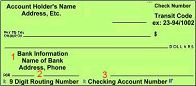 Account Holder's Name
Address, Etc.
Check Number
Transit Code
ex: 23-94/1002
$
DOLLARS
1 Bank Information
Name of Bank
Address, Phone
2
3
FOR
9 Digit Routing Number
Checking Account Number